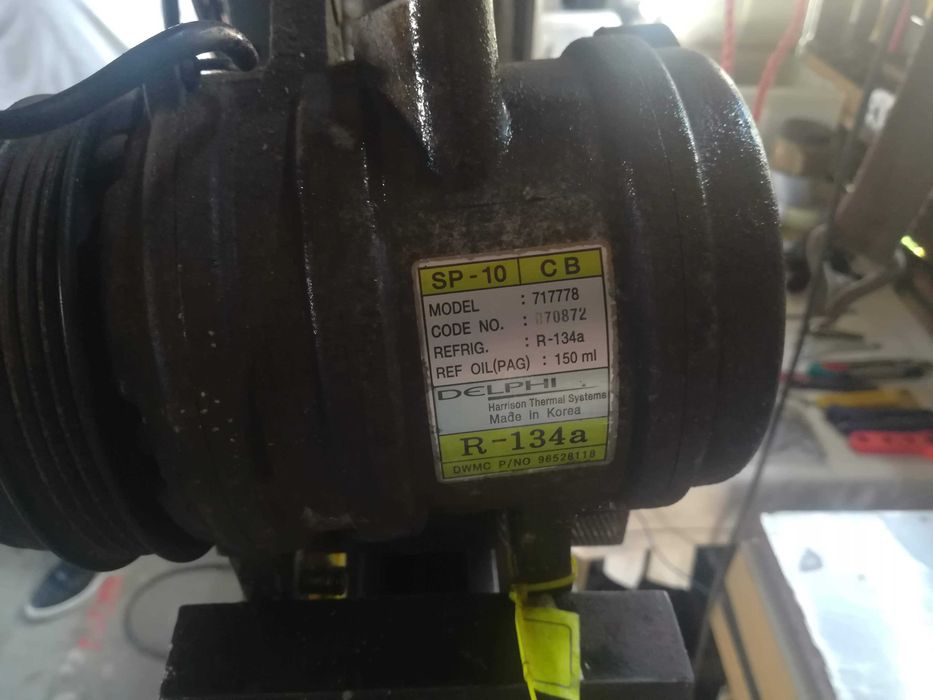 SP-10 CB
MODEL : 717778
CODE NO. : 070872
REFRIG. : R-134a
REF OIL(PAG) : 150 ml
DELPHI
Harrison Thermal Systems
Made in Korea
R-134a
DWMC P/NO 96528118